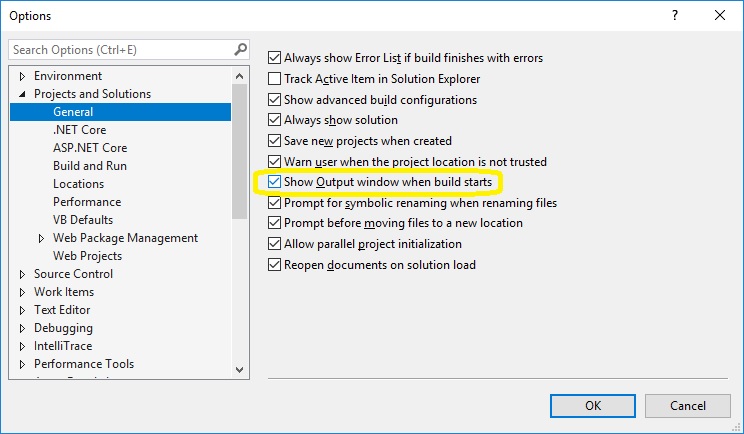 Options
?
Search Options (Ctrl+E)
Environment
Projects and Solutions
General
.NET Core
ASP.NET Core
Build and Run
Locations
Performance
VB Defaults
Web Package Management
Web Projects
Source Control
Work Items
Text Editor
Debugging
IntelliTrace
Performance Tools
Always show Error List if build finishes with errors
Track Active Item in Solution Explorer
Show advanced build configurations
Always show solution
Save new projects when created
Warn user when the project location is not trusted
Show Output window when build starts
Prompt for symbolic renaming when renaming files
Prompt before moving files to a new location
Allow parallel project initialization
Reopen documents on solution load
OK
Cancel